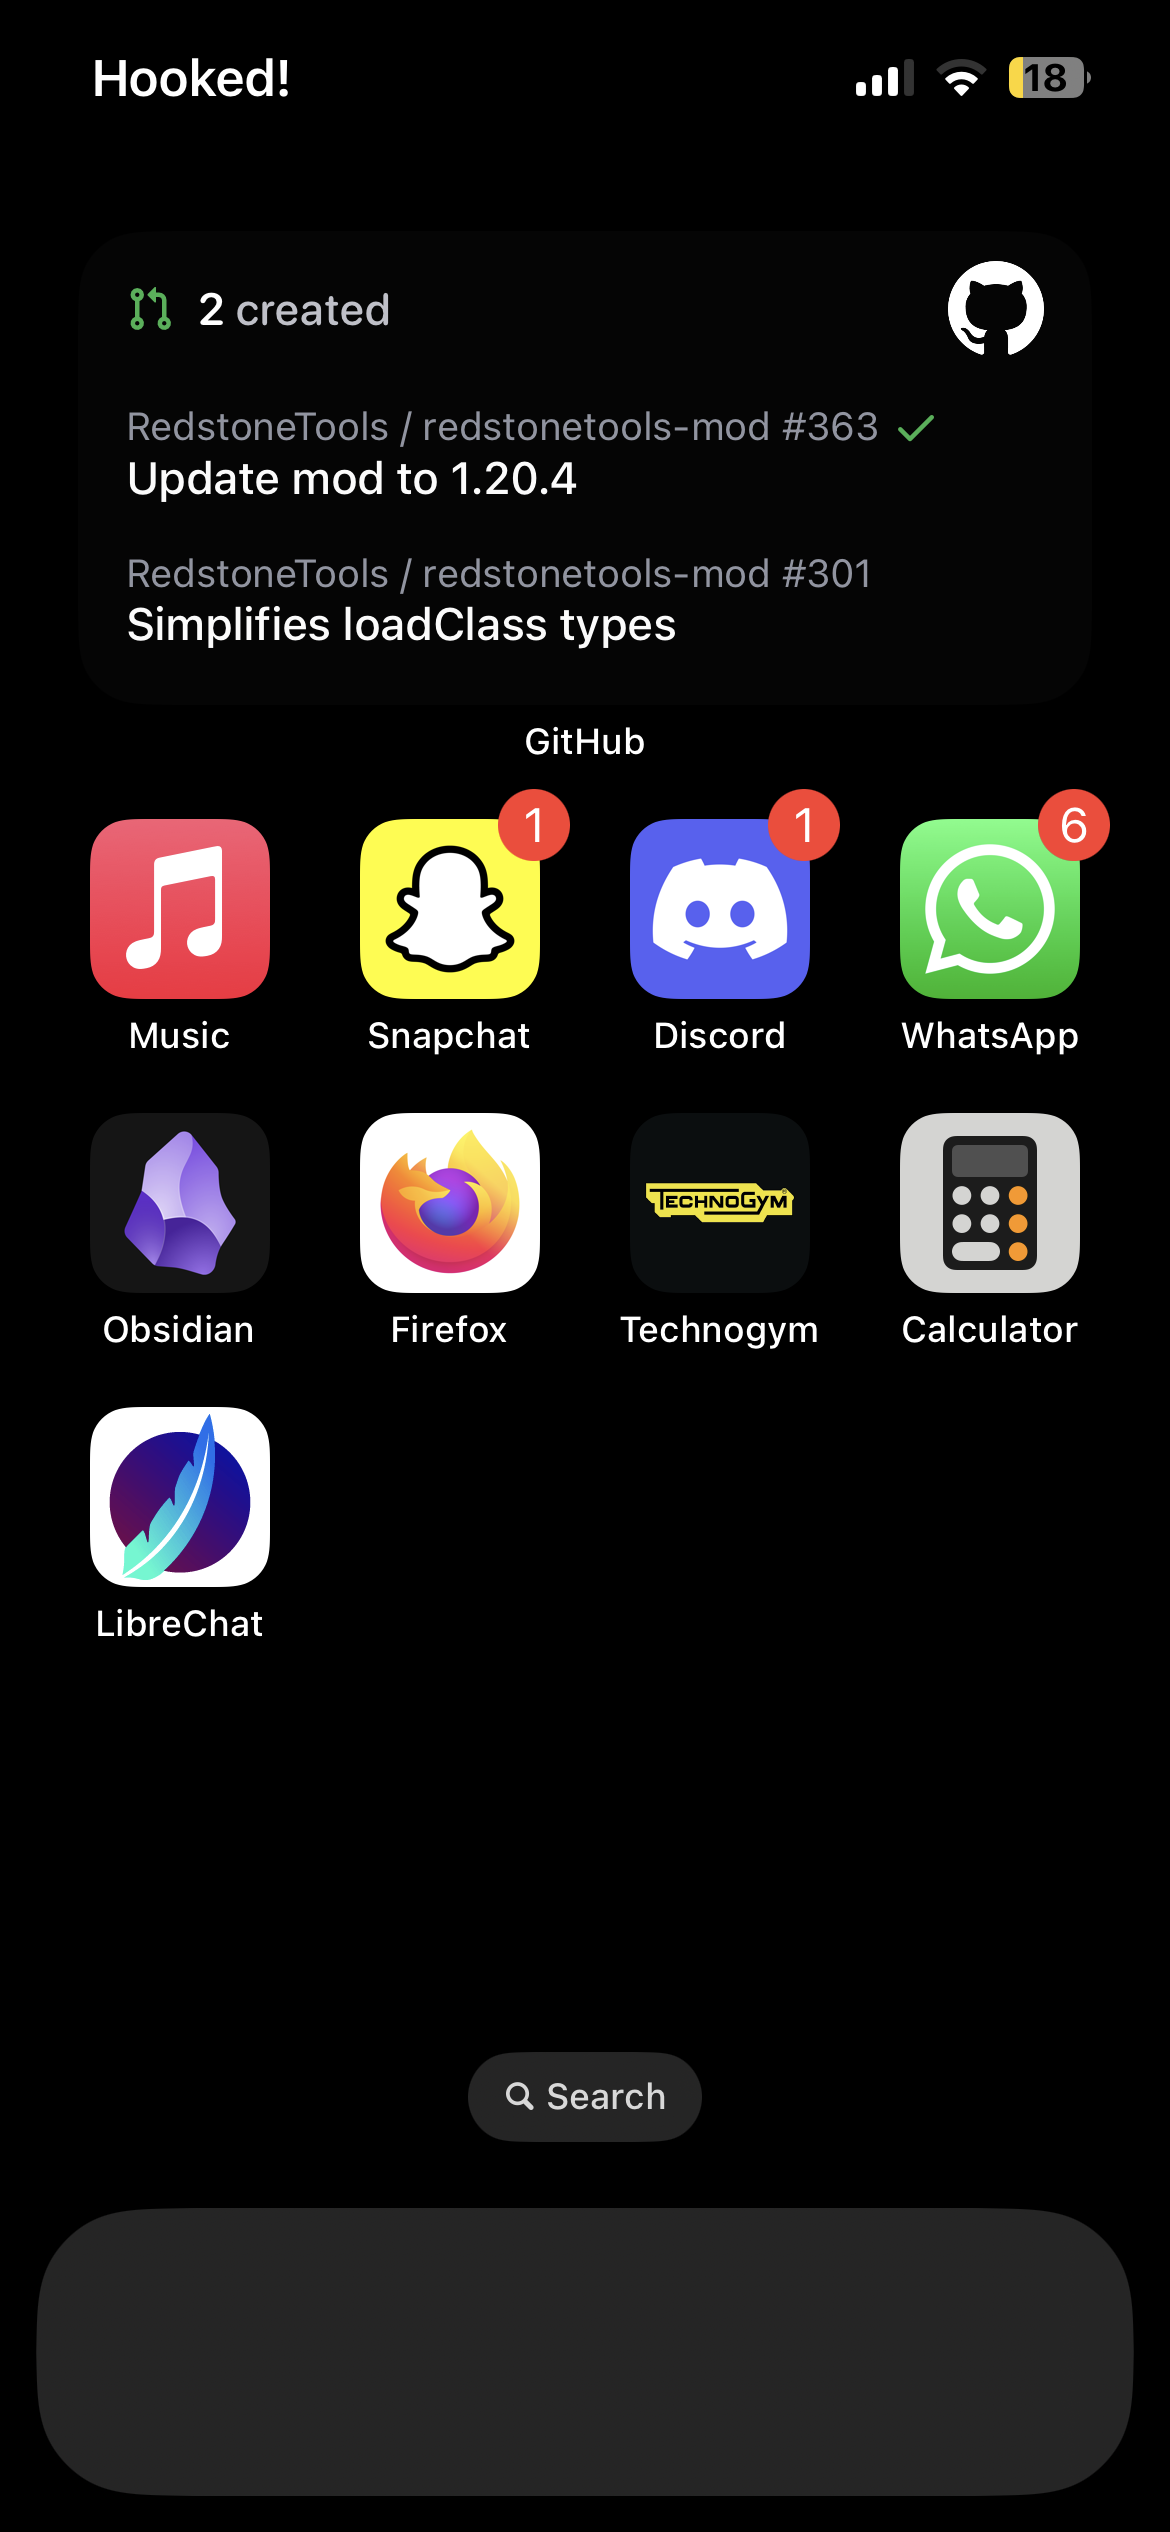 Hooked!
18
2 created
RedstoneTools / redstonetools-mod #363
Update mod to 1.20.4
RedstoneTools / redstonetools-mod #301
Simplifies loadClass types
GitHub
1
1
6
Music
Snapchat
Discord
WhatsApp
TECHNOGYM
Obsidian
Firefox
Technogym
Calculator
LibreChat
Search